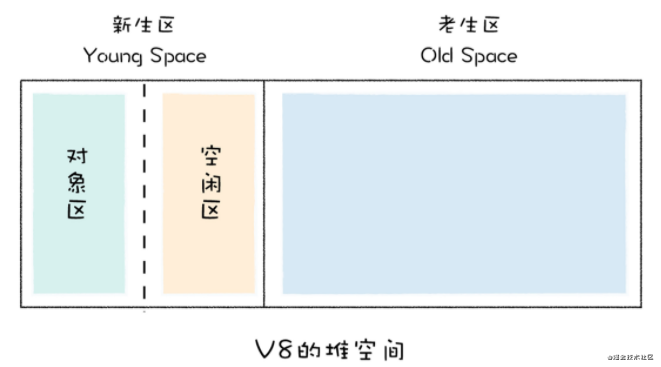 新生区
Young Space
老生区
Old Space
对象区
空闲区
V8的堆空间
@稀土掘金技术社区